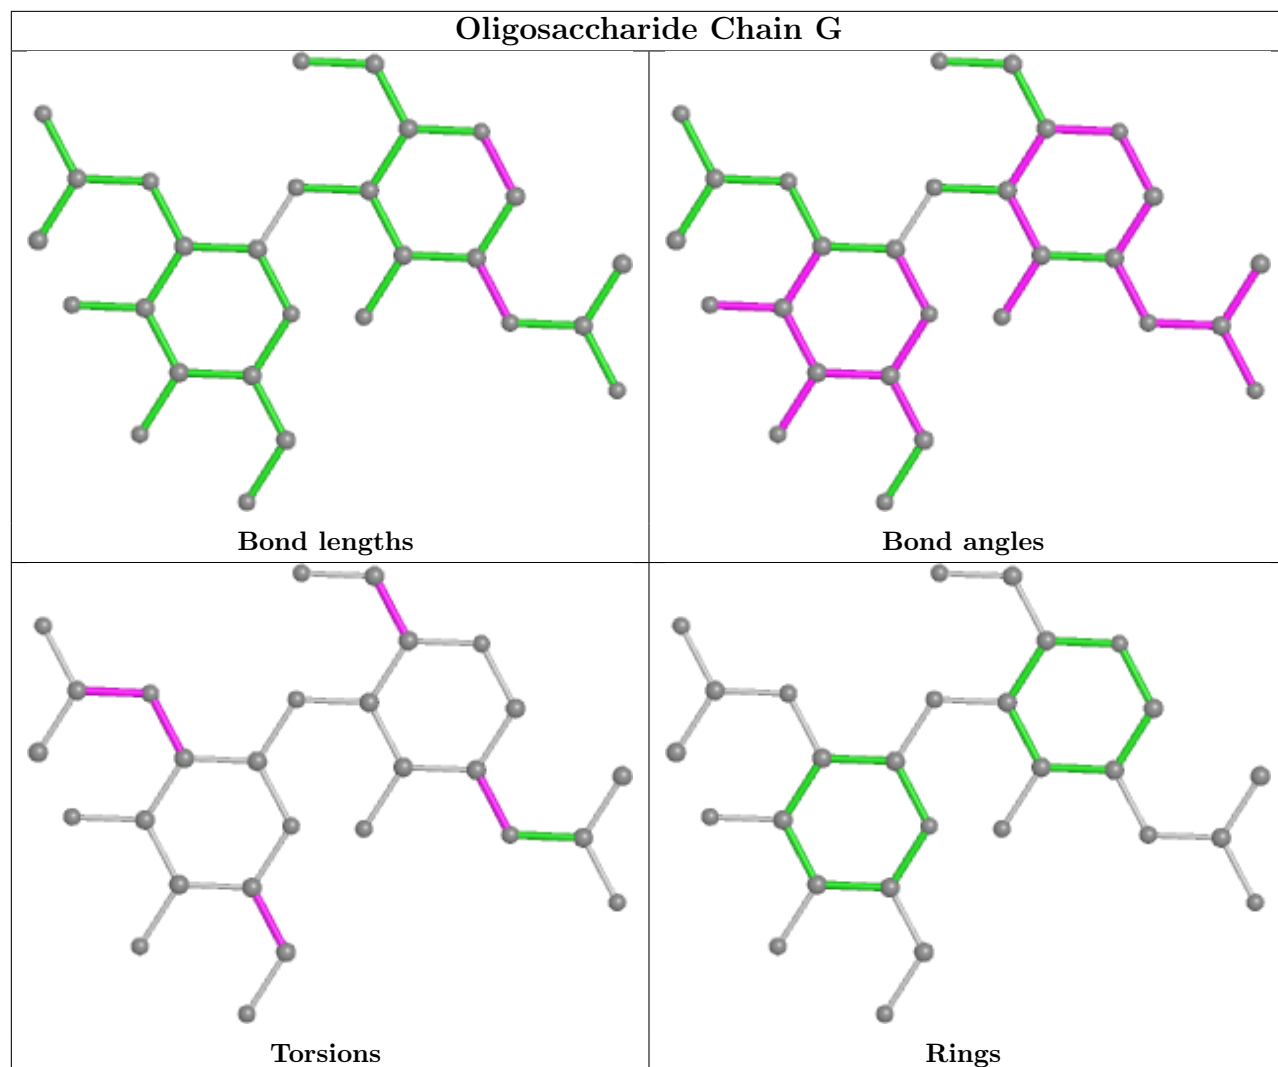 Oligosaccharide Chain G
Bond lengths
Bond angles
Torsions
Rings